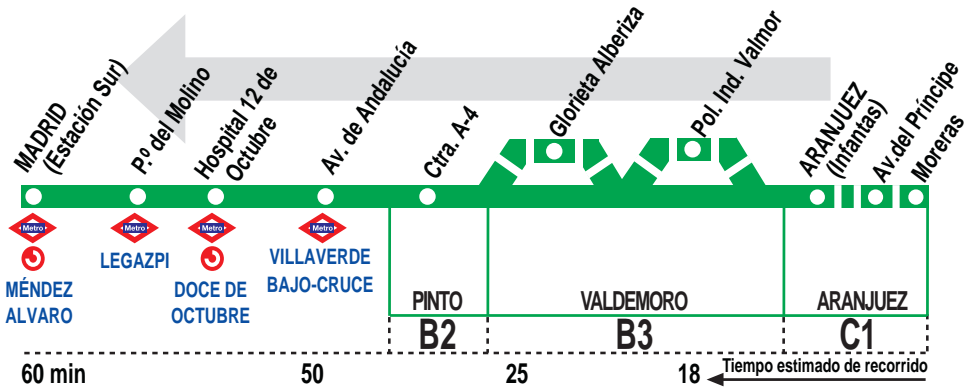 MADRID
(Estación Sur)
P.º del Molino
Hospital 12 de
Octubre
Av. de Andalucía
Ctra. A-4
Glorieta Alberiza
Pol. Ind. Valmor
ARANJUEZ
(Infantas)
Av.del Príncipe
Moreras
Metro
Metro
Metro
Metro
MÉNDEZ
ALVARO
LEGAZPI
DOCE DE
OCTUBRE
VILLAVERDE
BAJO-CRUCE
PINTO
VALDEMORO
ARANJUEZ
B2
B3
C1
60 min
50
25
18
Tiempo estimado de recorrido